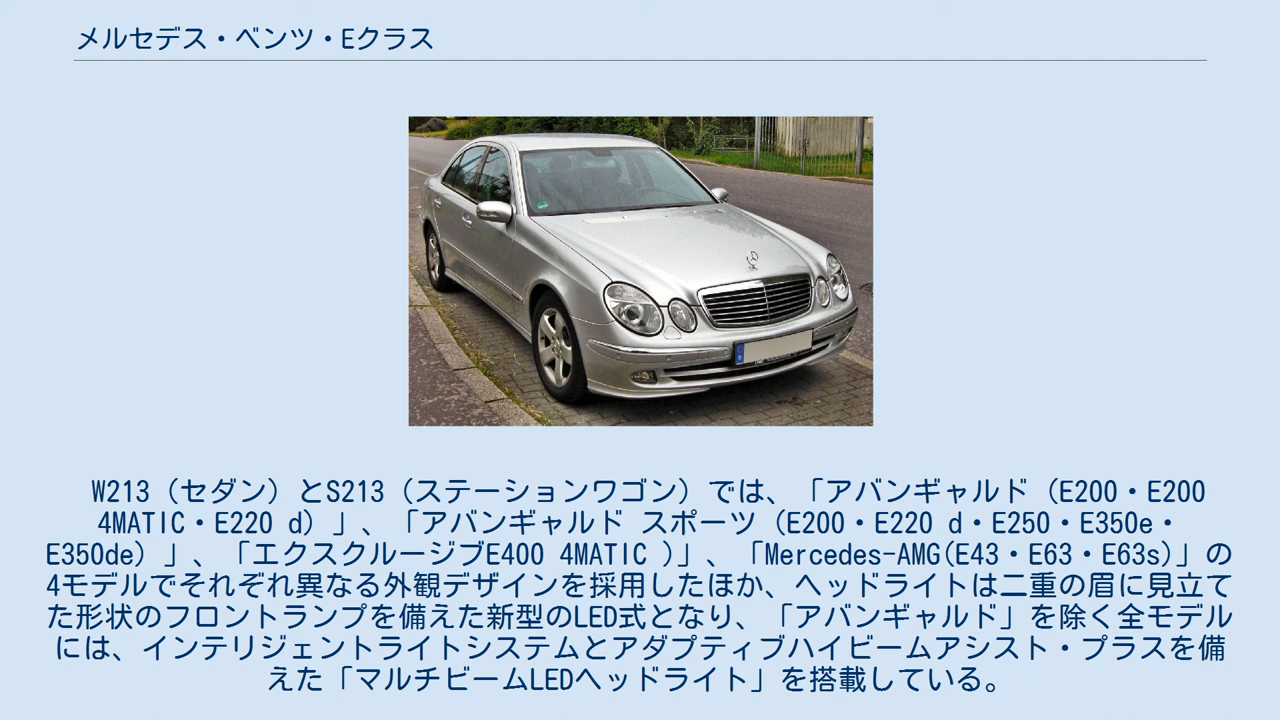 メルセデス・ベンツ・Eクラス
W213（セダン）とS213（ステーションワゴン）では、「アバンギャルド（E200・E200
4MATIC・E220 d）」、「アバンギャルド スポーツ（E200・E220 d・E250・E350e・
E350de）」、「エクスクルージブE400 4MATIC )」、「Mercedes-AMG(E43・E63・E63s)」の
4モデルでそれぞれ異なる外観デザインを採用したほか、ヘッドライトは二重の眉に見立て
た形状のフロントランプを備えた新型のLED式となり、「アバンギャルド」を除く全モデル
には、インテリジェントライトシステムとアダプティブハイビームアシスト・プラスを備
えた「マルチビームLEDヘッドライト」を搭載している。